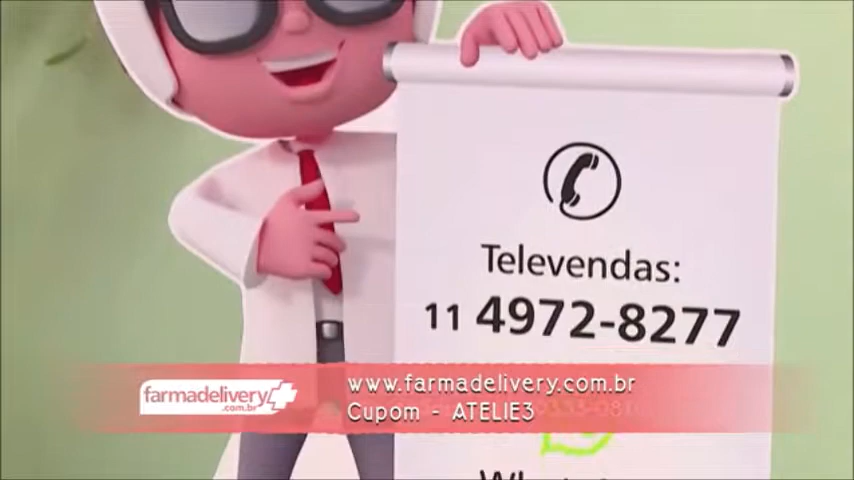 Televendas:
11 4972-8277
farmadelivery
.com.br
www.farmadelivery.com.br
Cupom - ATELIE3